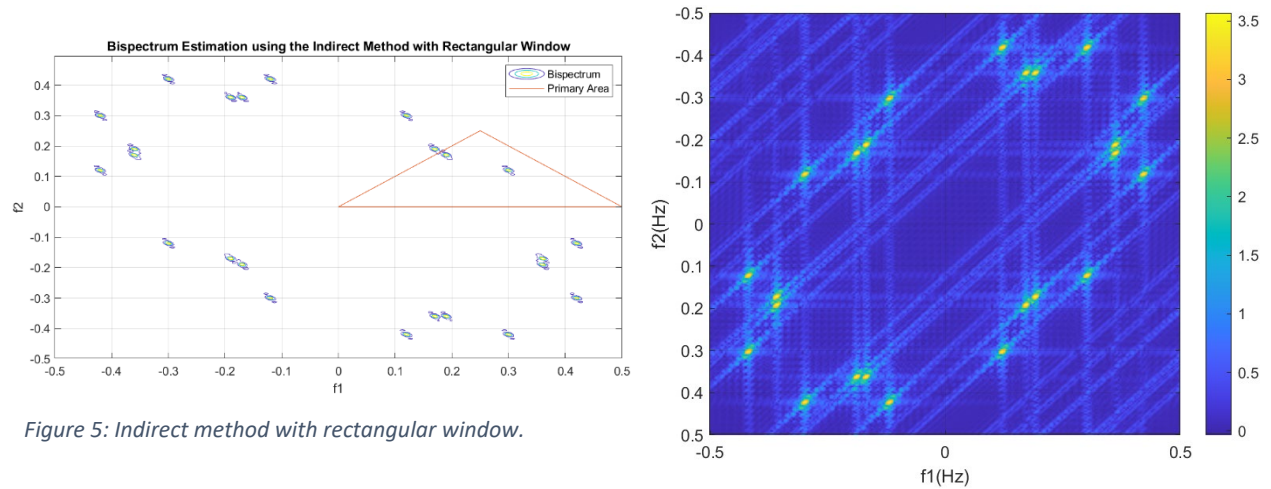 Bispectrum Estimation using the Indirect Method with Rectangular Window
Bispectrum
Primary Area
0.4
0.3
0.2
0.1
0
-0.1
-0.2
-0.3
-0.4
-0.5
f2
-0.5 -0.4 -0.3 -0.2 -0.1 0 0.1 0.2 0.3 0.4 0.5
f1
Figure 5: Indirect method with rectangular window.
-0.5
-0.4
-0.3
-0.2
-0.1
0
0.1
0.2
0.3
0.4
0.5
f2(Hz)
-0.5 0 0.5
f1(Hz)
3.5
3
2.5
2
1.5
1
0.5
0